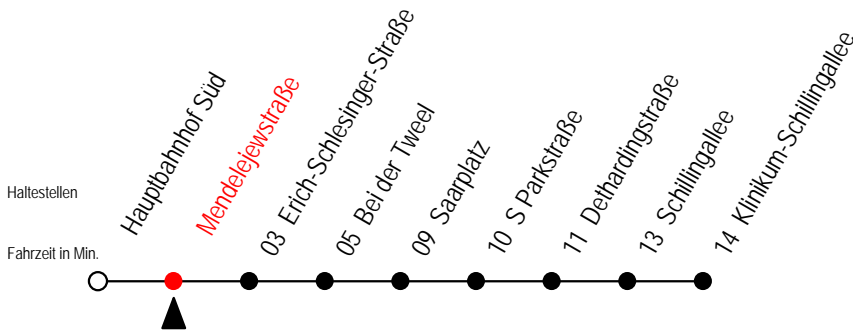 Haltestellen
Fahrzeit in Min.
Hauptbahnhof Süd
Mendelejewstraße
03 Erich-Schlesinger-Straße
05 Bei der Tweel
09 Saarplatz
10 S Parkstraße
11 Dethardingstraße
13 Schillingallee
14 Klinikum-Schillingallee